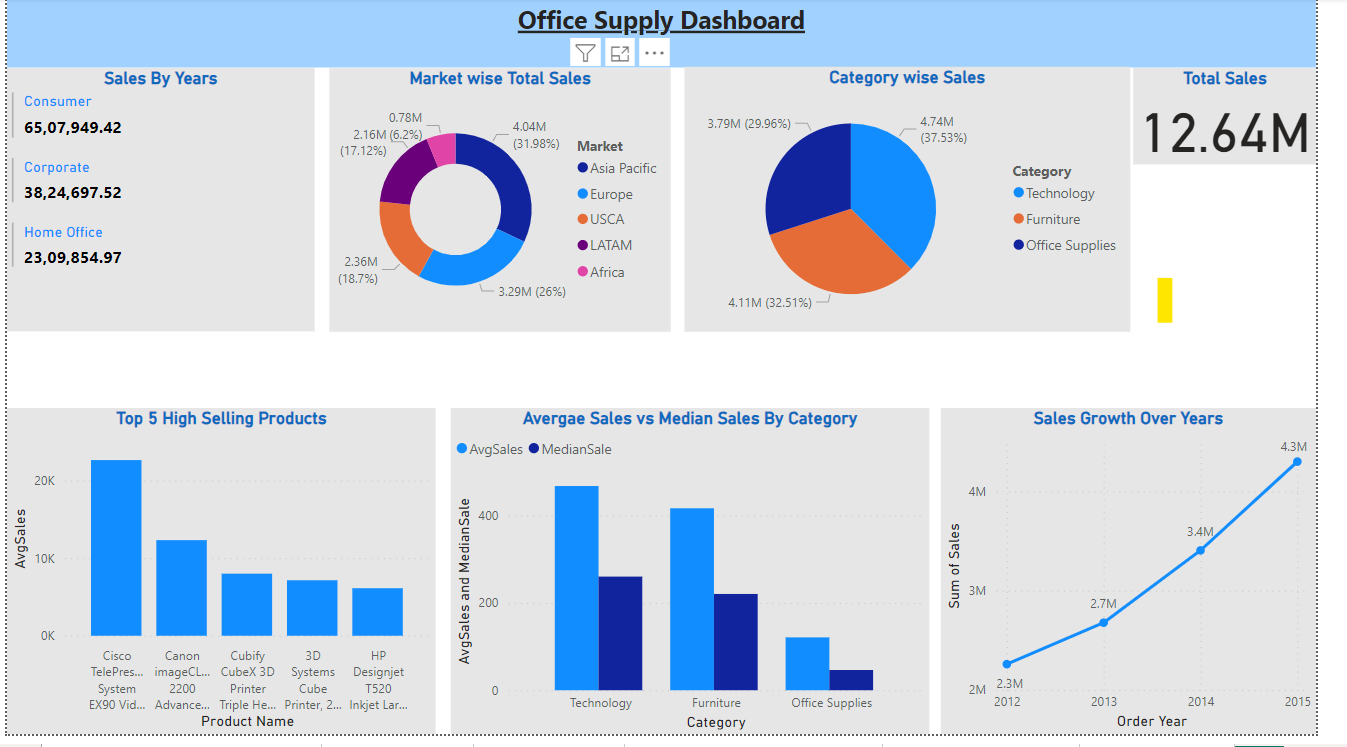 Office Supply Dashboard
Sales By Years
Consumer
65,07,949.42
Corporate
38,24,697.52
Home Office
23,09,854.97
Market wise Total Sales
0.78M
(6.2%)
2.16M
(17.12%)
4.04M
(31.98%)
2.36M
(18.7%)
3.29M (26%)
Market
Asia Pacific
Europe
USCA
LATAM
Africa
Category wise Sales
3.79M (29.96%)
4.74M
(37.53%)
4.11M (32.51%)
Category
Technology
Furniture
Office Supplies
Total Sales
12.64M
Top 5 High Selling Products
AvgSales
20K
10K
0K
Cisco
TelePres...
System
EX90 Vid...
Canon
imageCL...
2200
Advance...
Cubify
CubeX 3D
Printer
Triple He...
3D
Systems
Cube
Printer, 2...
HP
Designjet
T520
Inkjet Lar...
Product Name
Avergae Sales vs Median Sales By Category
AvgSales
MedianSale
AvgSales and MedianSale
400
200
0
Technology
Furniture
Office Supplies
Category
Sales Growth Over Years
Sum of Sales
4M
3M
2M
2.3M
2.7M
3.4M
4.3M
2012
2013
2014
2015
Order Year